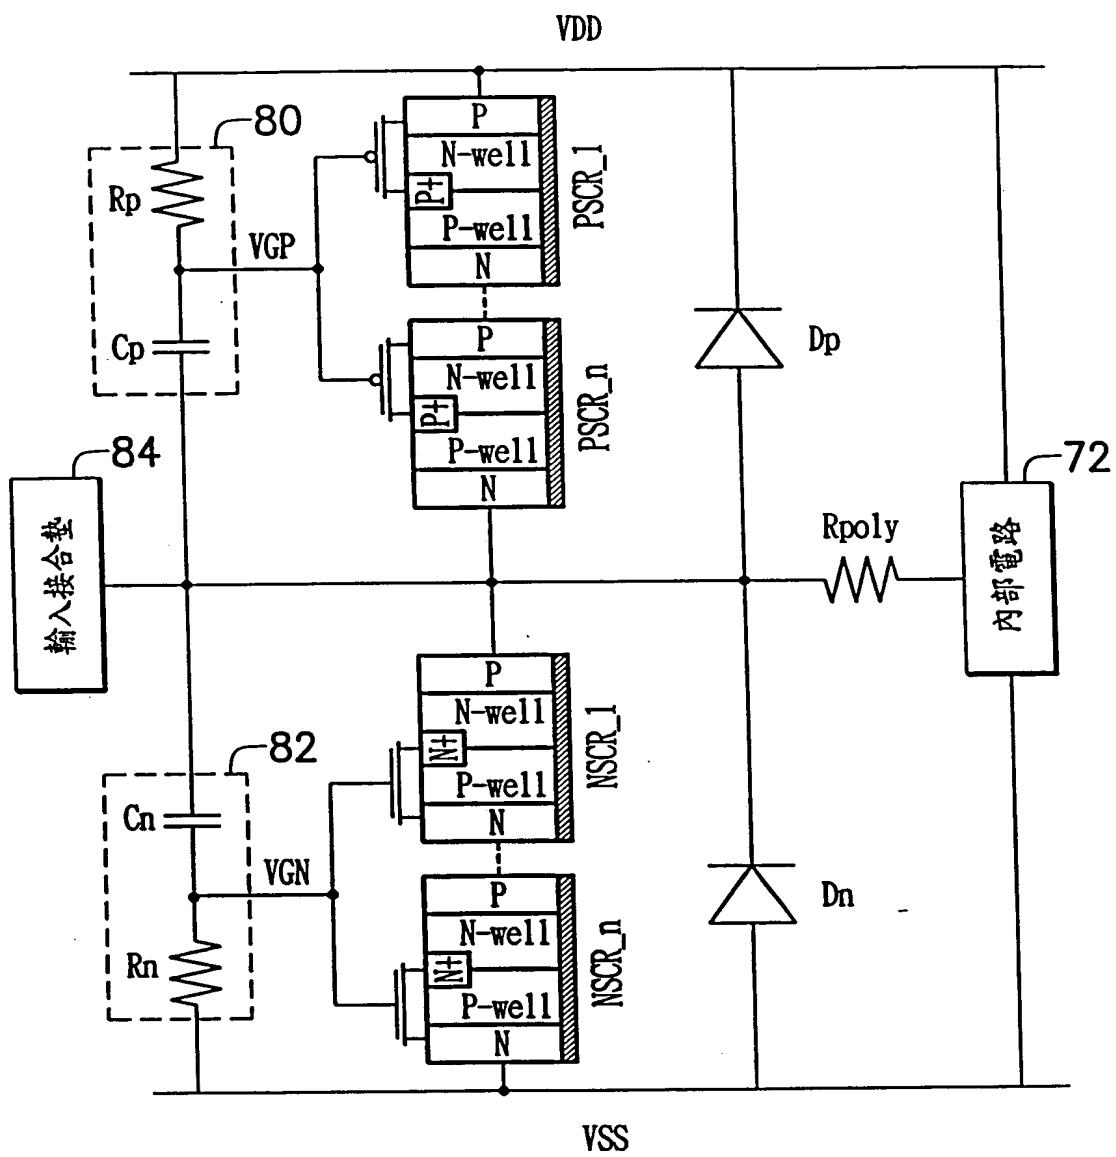 VDD
80
P
N-well
P+
P-well
N
PSCR_1
Rp
VGP
Cp
P
N-well
P+
P-well
N
PSCR_n
Dp
84
輸入接合墊
72
內部電路
Rpoly
P
N-well
N+
P-well
N
NSCR_1
82
Cn
VGN
Rn
P
N-well
N+
P-well
N
NSCR_n
Dn
VSS